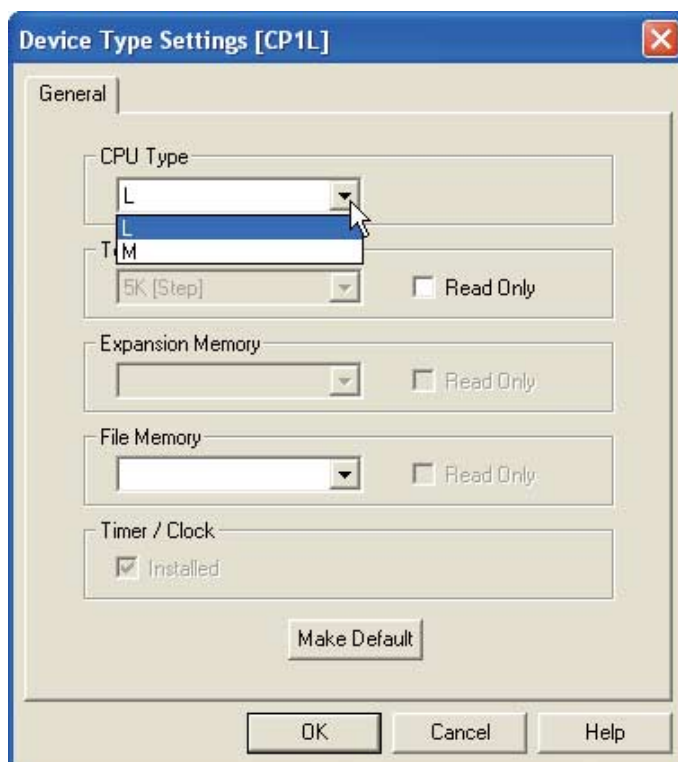 Device Type Settings [CP1L]
General
CPU Type
L
L
M
5K [Step]
Read Only
Expansion Memory
Read Only
File Memory
Read Only
Timer / Clock
Installed
Make Default
OK
Cancel
Help